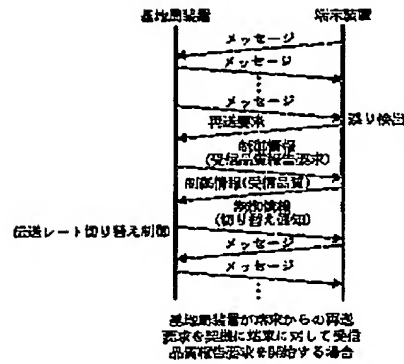 基地局装置
端末装置
メッセージ
メッセージ
メッセージ
再送要求
誤り検出
制御情報
(受信品質報告要求)
制御情報(受信品質)
制御情報
(切り替え通知)
伝送レート切り替え制御
メッセージ
メッセージ
基地局装置が端末からの再送
要求を契機に端末に対して受信
品質報告要求を開始する場合